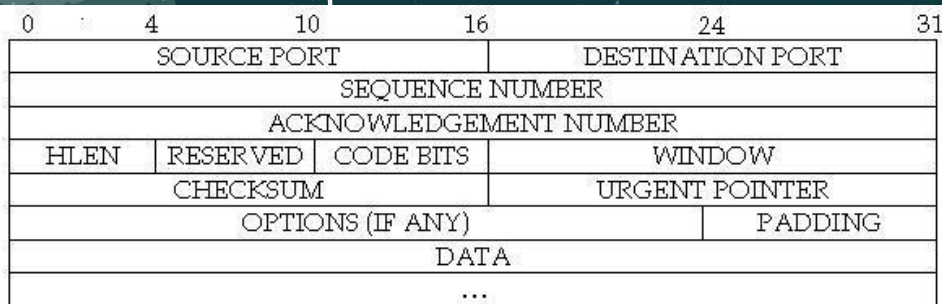 0 4 10 16 24 31
SOURCE PORT DESTINATION PORT
SEQUENCE NUMBER
ACKNOWLEDGEMENT NUMBER
HLEN RESERVED CODE BITS WINDOW
CHECKSUM URGENT POINTER
OPTIONS (IF ANY) PADDING
DATA
...